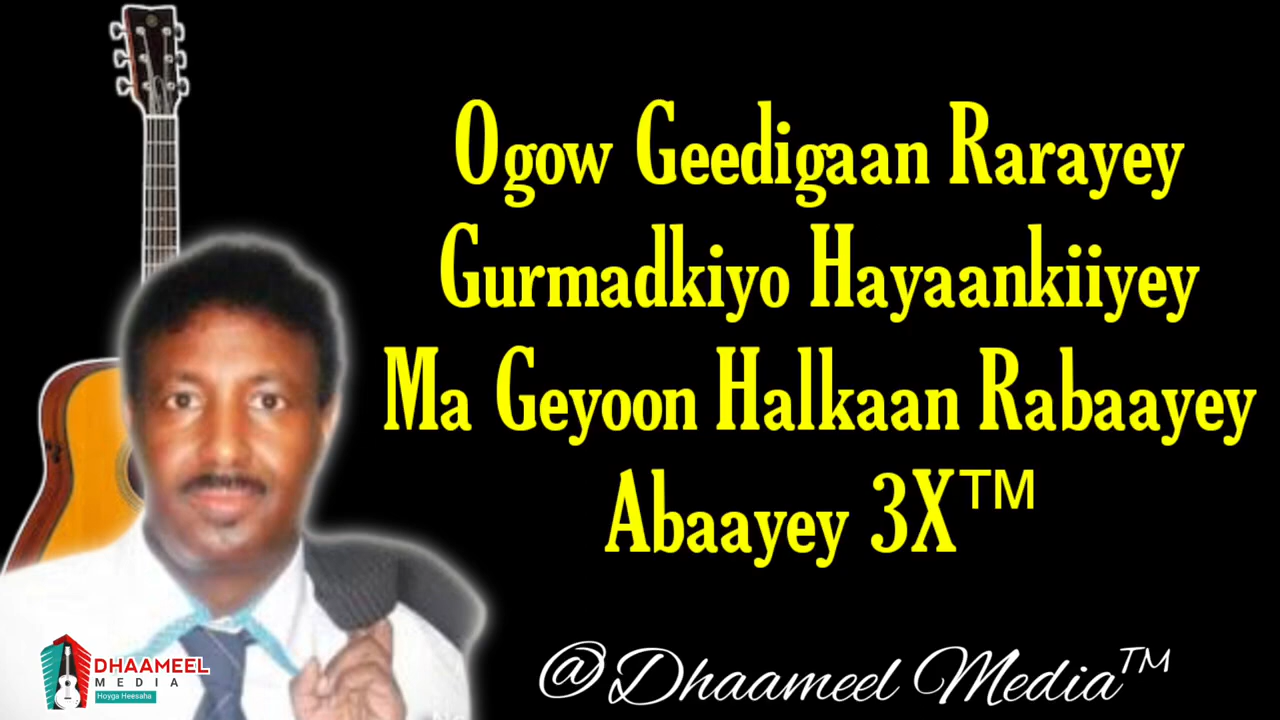 Ogow Geedigaan Rarayey
Gurmadkiyo Hayaankiiyey
Ma Geyoon Halkaan Rabaayey
Abaayey 3X™
@Dhaameel Media™
DHAAMEEL
MEDIA
Hoyga Heesaha